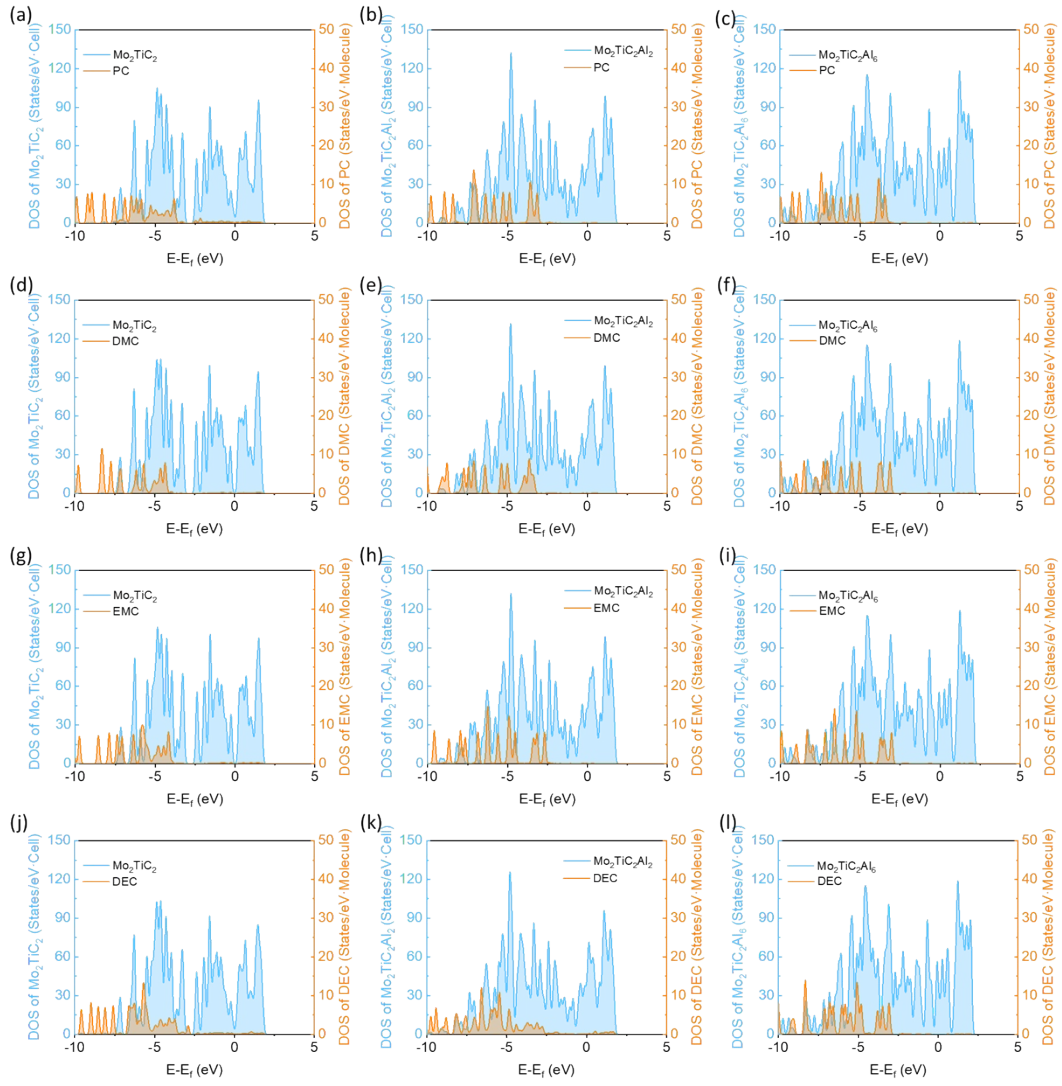 (a)
DOS of Mo₂TiC₂ (States/eV·Cell)
150
120
90
60
30
0
Mo₂TiC₂
PC
50
40
30
20
10
0
DOS of PC (States/eV·Molecule)
-10 -5 0 5
E-Ef (eV)
(b)
DOS of Mo₂TiC₂Al₂ (States/eV·Cell)
150
120
90
60
30
0
Mo₂TiC₂Al₂
PC
50
40
30
20
10
0
DOS of PC (States/eV·Molecule)
-10 -5 0 5
E-Ef (eV)
(c)
DOS of Mo₂TiC₂Al₆ (States/eV·Cell)
150
120
90
60
30
0
Mo₂TiC₂Al₆
PC
50
40
30
20
10
0
DOS of PC (States/eV·Molecule)
-10 -5 0 5
E-Ef (eV)
(d)
DOS of Mo₂TiC₂ (States/eV·Cell)
150
120
90
60
30
0
Mo₂TiC₂
DMC
50
40
30
20
10
0
DOS of DMC (States/eV·Molecule)
-10 -5 0 5
E-Ef (eV)
(e)
DOS of Mo₂TiC₂Al₂ (States/eV·Cell)
150
120
90
60
30
0
Mo₂TiC₂Al₂
DMC
50
40
30
20
10
0
DOS of DMC (States/eV·Molecule)
-10 -5 0 5
E-Ef (eV)
(f)
DOS of Mo₂TiC₂Al₆ (States/eV·Cell)
150
120
90
60
30
0
Mo₂TiC₂Al₆
DMC
50
40
30
20
10
0
DOS of DMC (States/eV·Molecule)
-10 -5 0 5
E-Ef (eV)
(g)
DOS of Mo₂TiC₂ (States/eV·Cell)
150
120
90
60
30
0
Mo₂TiC₂
EMC
50
40
30
20
10
0
DOS of EMC (States/eV·Molecule)
-10 -5 0 5
E-Ef (eV)
(h)
DOS of Mo₂TiC₂Al₂ (States/eV·Cell)
150
120
90
60
30
0
Mo₂TiC₂Al₂
EMC
50
40
30
20
10
0
DOS of EMC (States/eV·Molecule)
-10 -5 0 5
E-Ef (eV)
(i)
DOS of Mo₂TiC₂Al₆ (States/eV·Cell)
150
120
90
60
30
0
Mo₂TiC₂Al₆
EMC
50
40
30
20
10
0
DOS of EMC (States/eV·Molecule)
-10 -5 0 5
E-Ef (eV)
(j)
DOS of Mo₂TiC₂ (States/eV·Cell)
150
120
90
60
30
0
Mo₂TiC₂
DEC
50
40
30
20
10
0
DOS of DEC (States/eV·Molecule)
-10 -5 0 5
E-Ef (eV)
(k)
DOS of Mo₂TiC₂Al₂ (States/eV·Cell)
150
120
90
60
30
0
Mo₂TiC₂Al₂
DEC
50
40
30
20
10
0
DOS of DEC (States/eV·Molecule)
-10 -5 0 5
E-Ef (eV)
(l)
DOS of Mo₂TiC₂Al₆ (States/eV·Cell)
150
120
90
60
30
0
Mo₂TiC₂Al₆
DEC
50
40
30
20
10
0
DOS of DEC (States/eV·Molecule)
-10 -5 0 5
E-Ef (eV)